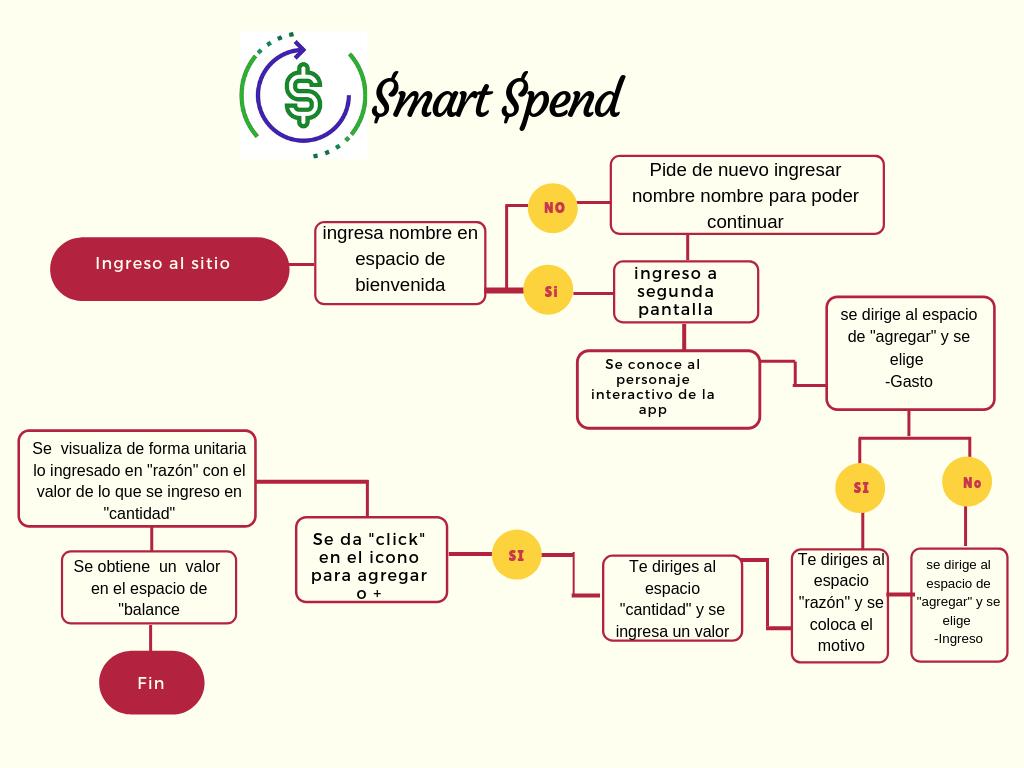 $mart $pend
Ingreso al sitio
ingresa nombre en
espacio de
bienvenida
NO
Pide de nuevo ingresar
nombre nombre para poder
continuar
Si
ingreso a
segunda
pantalla
Se conoce al
personaje
interactivo de la
app
se dirige al espacio
de "agregar" y se
elige
-Gasto
SI
No
se dirige al
espacio de
"agregar" y se
elige
-Ingreso
Te diriges al
espacio
"razón" y se
coloca el
motivo
Te diriges al
espacio
"cantidad" y se
ingresa un valor
SI
Se da "click"
en el icono
para agregar
o +
Se  visualiza de forma unitaria
lo ingresado en "razón" con el
valor de lo que se ingreso en
"cantidad"
Se obtiene  un  valor
en el espacio de
"balance
Fin